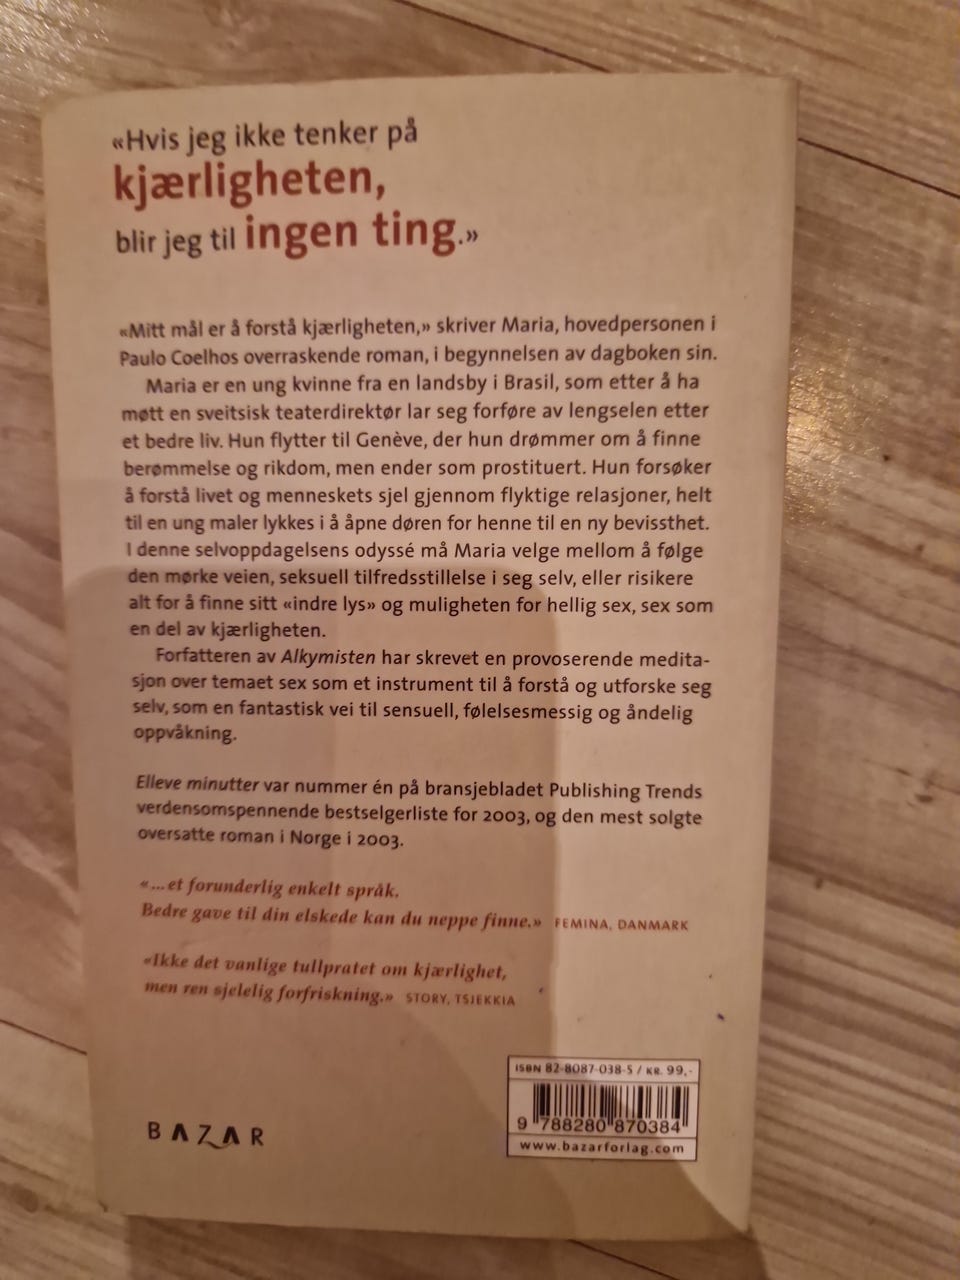 «Hvis jeg ikke tenker på
kjærligheten,
blir jeg til ingen ting.»
«Mitt mål er å forstå kjærligheten,» skriver Maria, hovedpersonen i
Paulo Coelhos overraskende roman, i begynnelsen av dagboken sin.
Maria er en ung kvinne fra en landsby i Brasil, som etter å ha
møtt en sveitsisk teaterdirektør lar seg forføre av lengselen etter
et bedre liv. Hun flytter til Genève, der hun drømmer om å finne
berømmelse og rikdom, men ender som prostituert. Hun forsøker
å forstå livet og menneskets sjel gjennom flyktige relasjoner, helt
til en ung maler lykkes i å åpne døren for henne til en ny bevissthet.
I denne selvoppdagelsens odyssé må Maria velge mellom å følge
den mørke veien, seksuell tilfredsstillelse i seg selv, eller risikere
alt for å finne sitt «indre lys» og muligheten for hellig sex, sex som
en del av kjærligheten.
Forfatteren av Alkymisten har skrevet en provoserende medita-
sjon over temaet sex som et instrument til å forstå og utforske seg
selv, som en fantastisk vei til sensuell, følelsesmessig og åndelig
oppvåkning.
Elleve minutter var nummer én på bransjebladet Publishing Trends
verdensomspennende bestselgerliste for 2003, og den mest solgte
oversatte roman i Norge i 2003.
«... et forunderlig enkelt språk.
Bedre gave til din elskede kan du neppe finne.» FEMINA, DANMARK
«Ikke det vanlige tullpratet om kjærlighet,
men ren sjelelig forfriskning.» STORY, TSJEKKIA
ISBN 82-8087-038-5 / KR. 99,-
9 788280 870384
www.bazarforlag.com
BAZAR